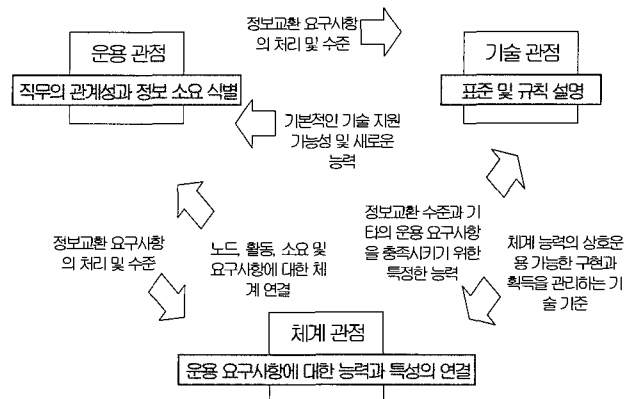 정보교환 요구사항
의 처리 및 수준
운용 관점
직무의 관계성과 정보 소요 식별
기술 관점
표준 및 규칙 설명
기본적인 기술 지원
가능성 및 새로운
능력
정보교환 요구사항
의 처리 및 수준
노드, 활동, 소요 및
요구사항에 대한 체
계 연결
정보교환 수준과 기
타의 운용 요구사항
을 충족시키기 위한
특정한 능력
체계 능력의 상호운
용 가능한 구현과
획득을 관리하는 기
술 기준
체계 관점
운용 요구사항에 대한 능력과 특성의 연결